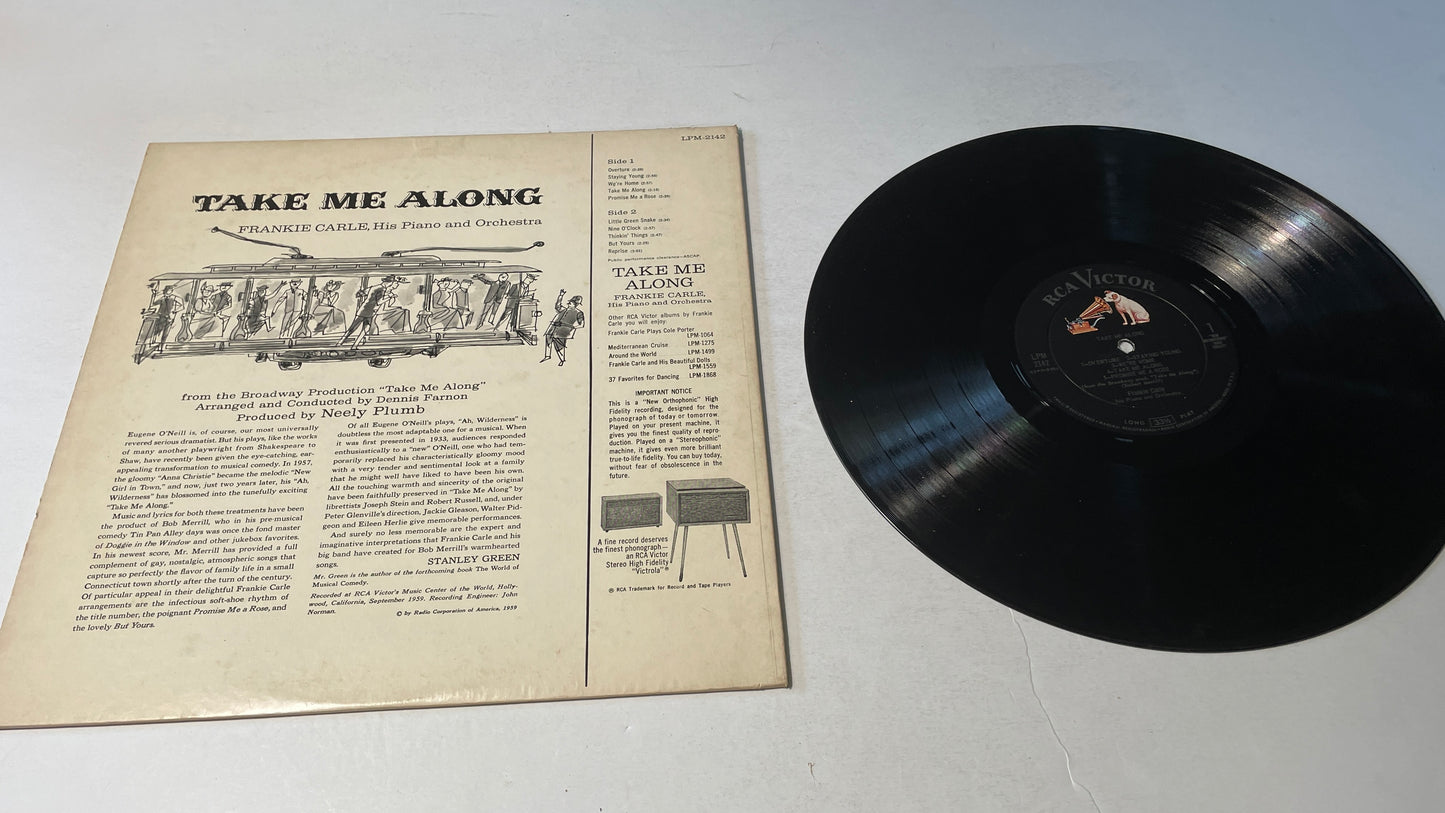 TAKE ME ALONG
FRANKIE CARLE, His Piano and Orchestra
from the Broadway Production "Take Me Along"
Arranged and Conducted by Dennis Farnon
Produced by Neely Plumb
Eugene O'Neill is, of course, our most universally
revered serious dramatist. But his plays, like the works
of many another playwright from Shakespeare to
Shaw, have recently been given the eye-catching, ear-
appealing transformation to musical comedy. In 1957,
the gloomy "Anna Christie" became the melodic "New
Girl in Town," and now, just two years later, his "Ah,
Wilderness" has blossomed into the tunefully exciting
"Take Me Along."
Music and lyrics for both these treatments have been
the product of Bob Merrill, who in his pre-musical
comedy Tin Pan Alley days was once the fond master
of Doggie in the Window and other jukebox favorites.
In his newest score, Mr. Merrill has provided a full
complement of gay, nostalgic, atmospheric songs that
capture so perfectly the flavor of family life in a small
Connecticut town shortly after the turn of the century.
Of particular appeal in their delightful Frankie Carle
arrangements are the infectious soft-shoe rhythm of
the title number, the poignant Promise Me a Rose, and
the lovely But Yours.
Of all Eugene O'Neill's plays, "Ah, Wilderness" is
doubtless the most adaptable one for a musical. When
it was first presented in 1933, audiences responded
enthusiastically to a "new" O'Neill, one who had tem-
porarily replaced his characteristically gloomy mood
with a very tender and sentimental look at a family
that he might well have liked to have been his own.
All the touching warmth and sincerity of the original
have been faithfully preserved in "Take Me Along" by
librettists Joseph Stein and Robert Russell, and, under
Peter Glenville's direction, Jackie Gleason, Walter Pid-
geon and Eileen Herlie give memorable performances.
And surely no less memorable are the expert and
imaginative interpretations that Frankie Carle and his
big band have created for Bob Merrill's warmhearted
songs.
STANLEY GREEN
Mr. Green is the author of the forthcoming book The World of
Musical Comedy.
Recorded at RCA Victor's Music Center of the World, Holly-
wood, California, September 1959. Recording Engineer: John
Norman.
© by Radio Corporation of America, 1959
LPM-2142
Side 1
Overture
Staying Young
We're Home
Take Me Along
Promise Me a Rose
Side 2
Little Green Snake
Nine O'Clock
Thinkin' Things
But Yours
Reprise
Public performance clearance—ASCAP
TAKE ME
ALONG
FRANKIE CARLE,
His Piano and Orchestra
Other RCA Victor albums by Frankie
Carle you will enjoy:
Frankie Carle Plays Cole Porter
LPM-1064
Mediterranean Cruise LPM-1275
Around the World LPM-1499
Frankie Carle and His Beautiful Dolls
LPM-1559
37 Favorites for Dancing LPM-1868
IMPORTANT NOTICE
This is a "New Orthophonic" High
Fidelity recording, designed for the
phonograph of today or tomorrow.
Played on your present machine, it
gives you the finest quality of repro-
duction. Played on a "Stereophonic"
machine, it gives even more brilliant
true-to-life fidelity. You can buy today,
without fear of obsolescence in the
future.
A fine record deserves
the finest phonograph—
an RCA Victor
Stereo High Fidelity
"Victrola"®
® RCA Trademark for Record and Tape Players
RCA VICTOR
LPM
2142
1
TAKE ME ALONG
OVERTURE STAYING YOUNG
WE'RE HOME
TAKE ME ALONG
PROMISE ME A ROSE
Frankie Carle
his Piano and Orchestra
LONG 33⅓ PLAY